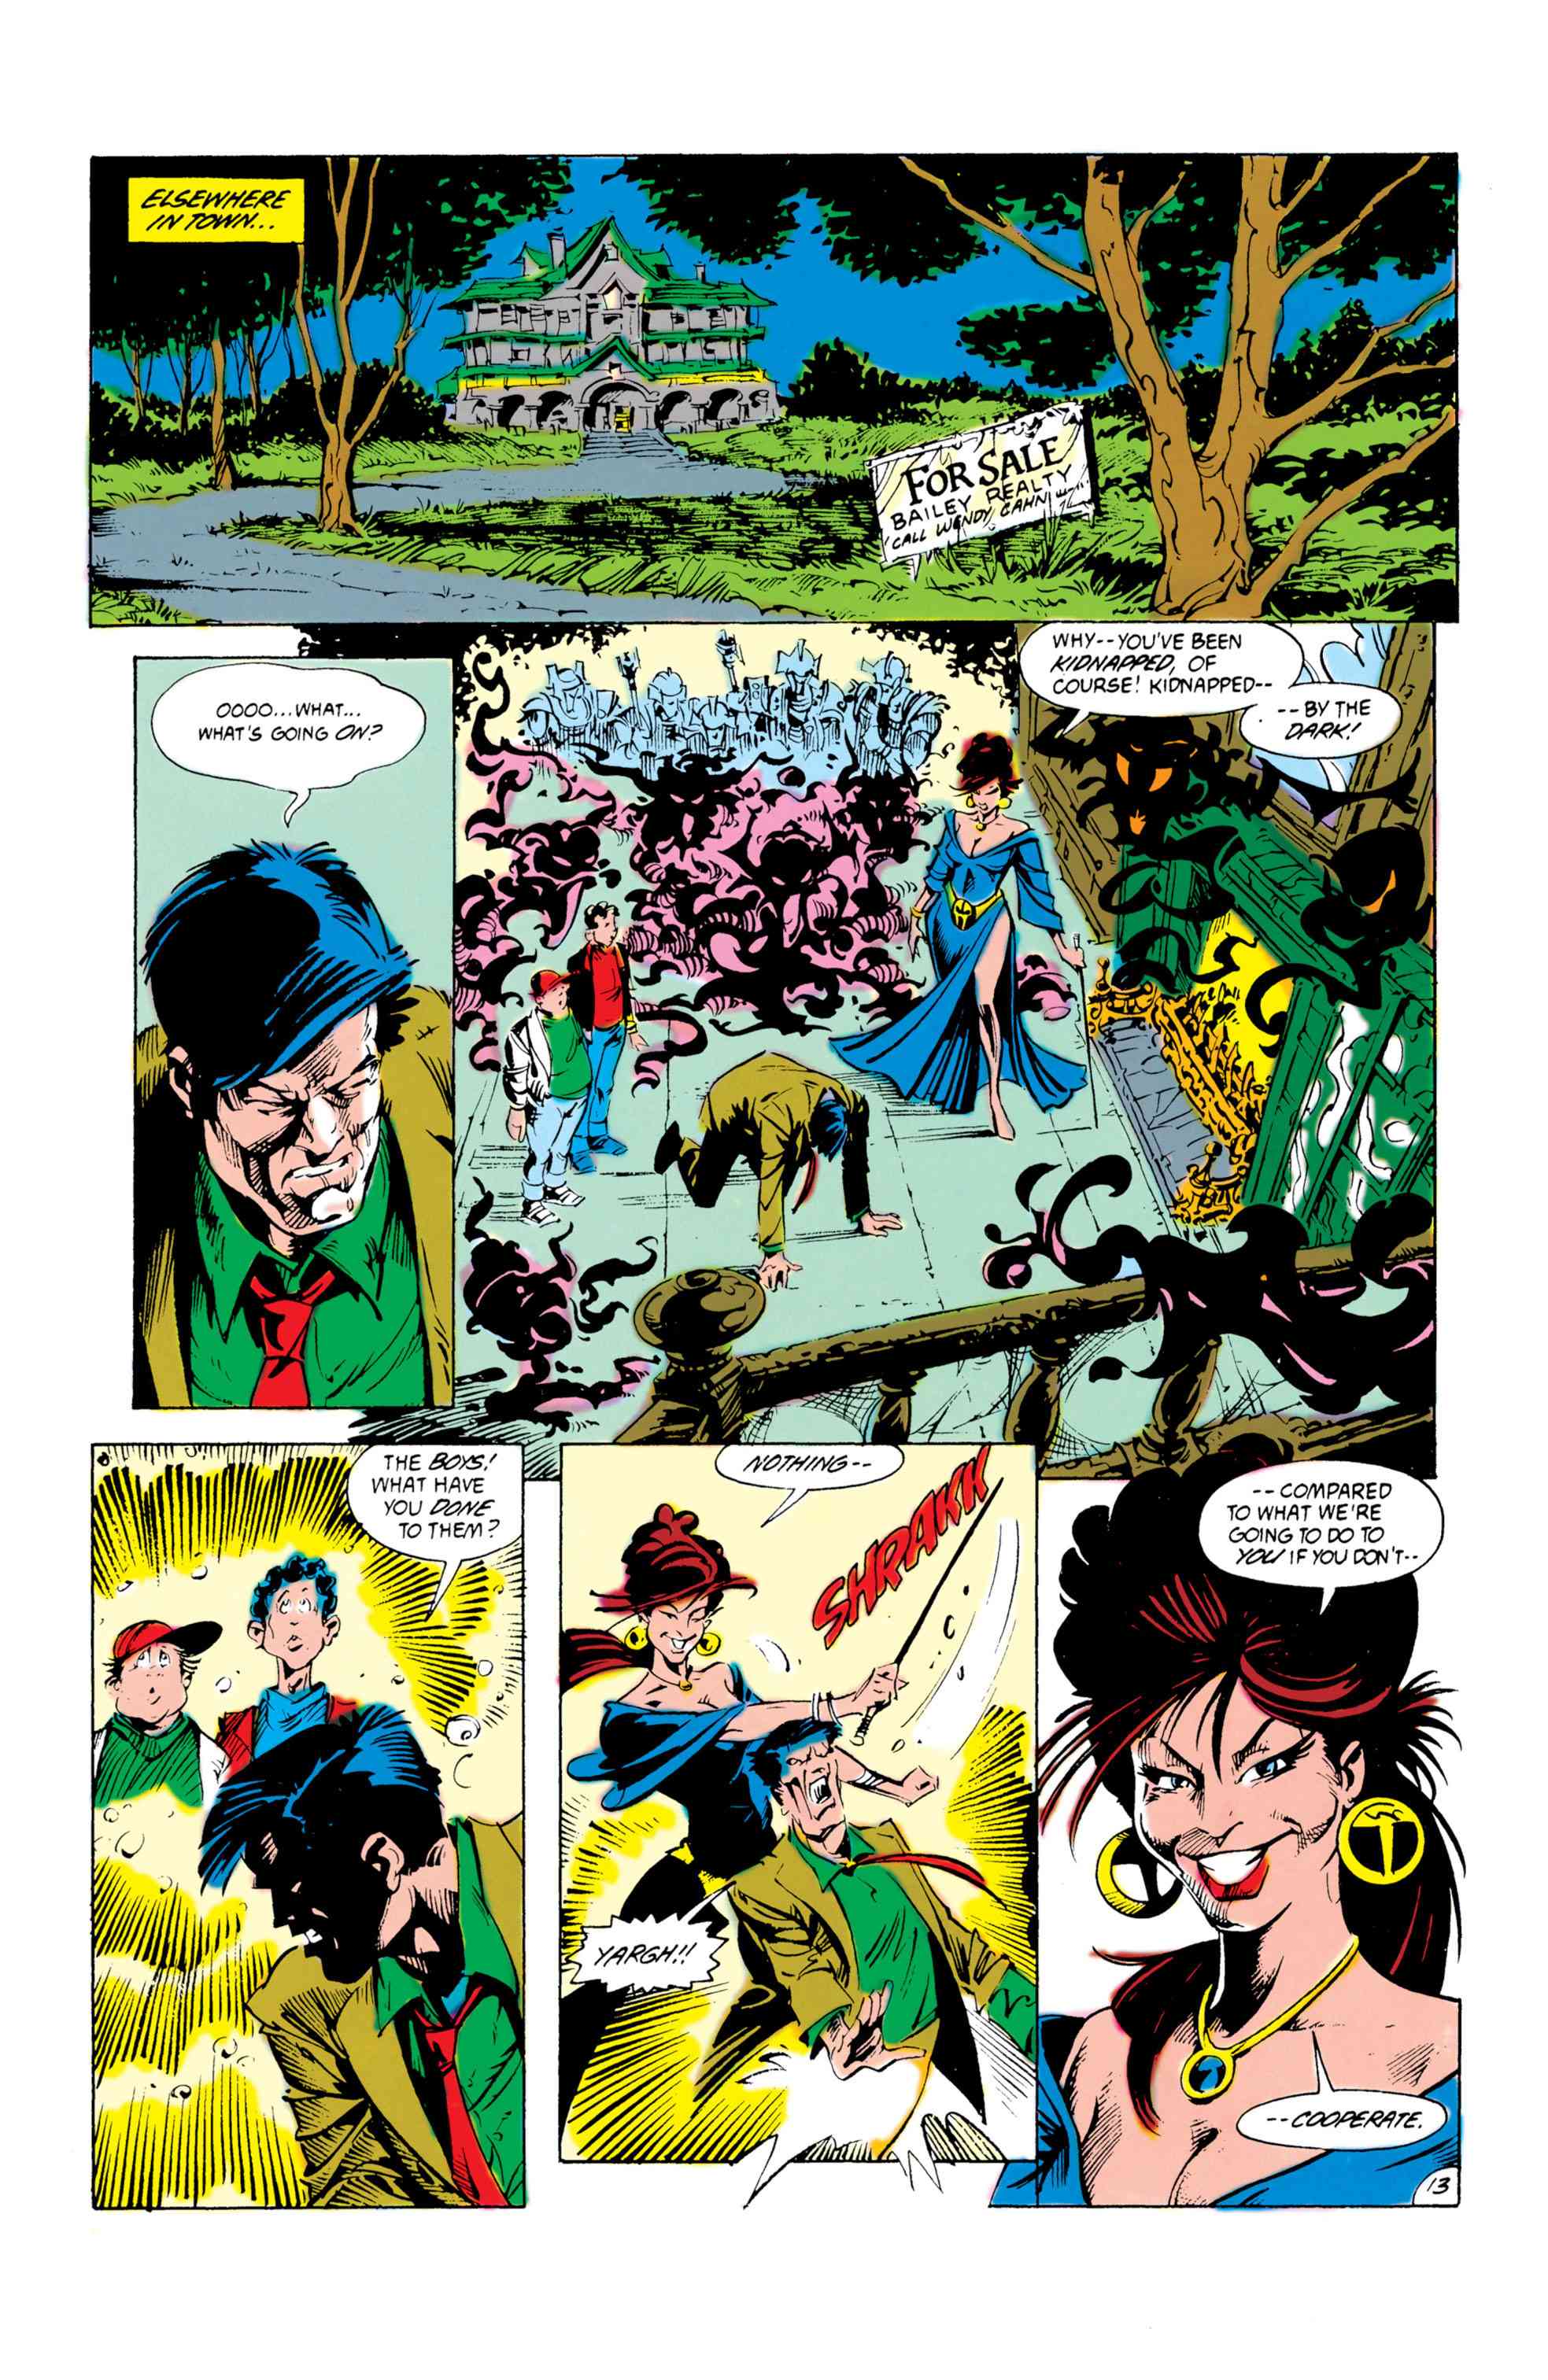 ELSEWHERE
IN TOWN...
FOR SALE
BAILEY REALTY
CALL WENDY CAHN
OOOO...WHAT...
WHAT'S GOING ON?
WHY--YOU'VE BEEN
KIDNAPPED, OF
COURSE! KIDNAPPED--
--BY THE
DARK!
THE BOYS!
WHAT HAVE
YOU DONE
TO THEM?
NOTHING--
SHRAKK
YARGH!!
--COMPARED
TO WHAT WE'RE
GOING TO DO TO
YOU IF YOU DON'T--
--COOPERATE.
13